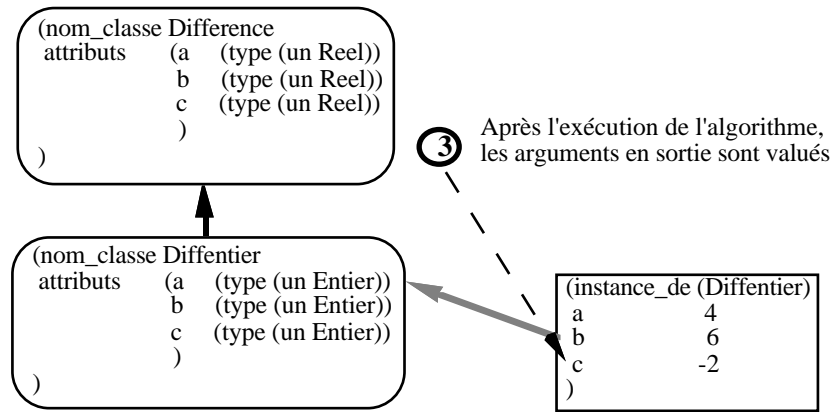 (nom_classe Difference
attributs (a (type (un Reel))
b (type (un Reel))
c (type (un Reel))
)
)
3
Après l'exécution de l'algorithme,
les arguments en sortie sont valués
(nom_classe Diffentier
attributs (a (type (un Entier))
b (type (un Entier))
c (type (un Entier))
)
)
(instance_de (Diffentier)
a 4
b 6
c -2
)